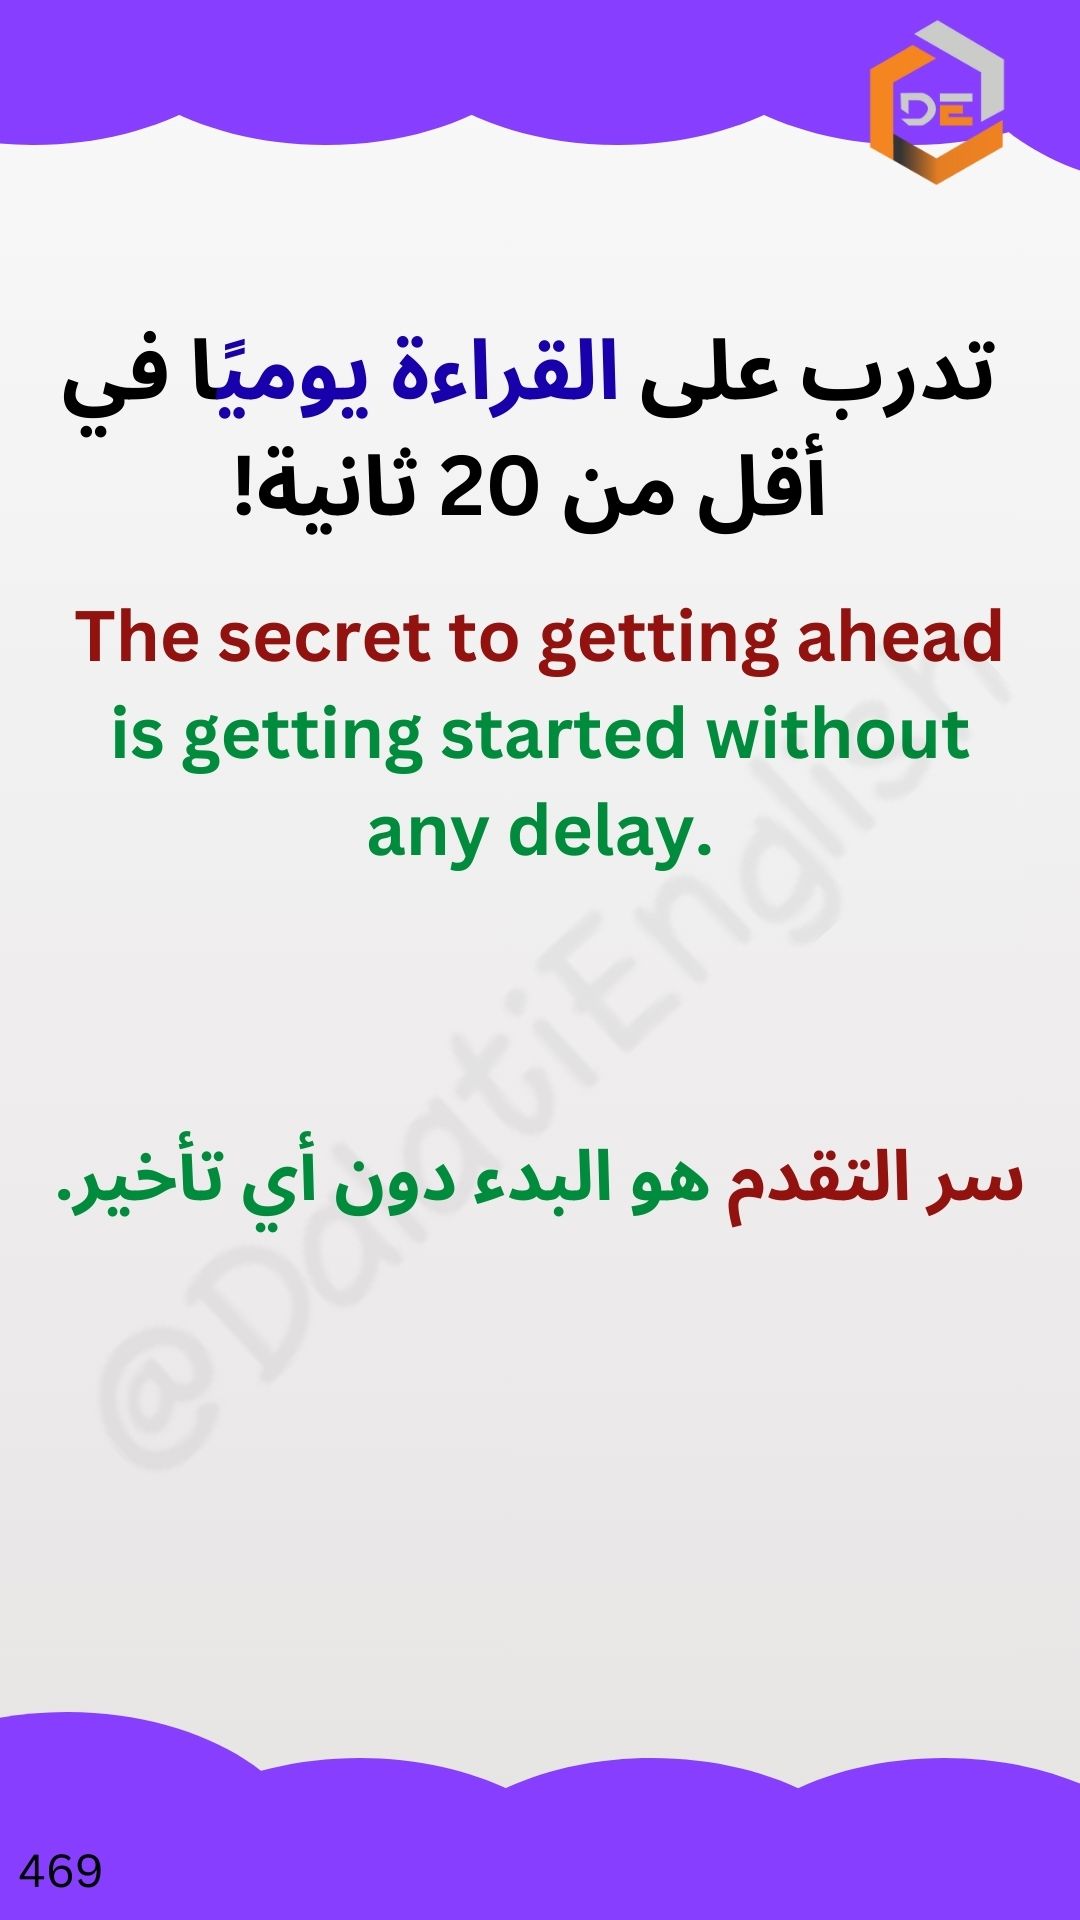 DE
تدرب على القراءة يوميًا في
أقل من 20 ثانية!
The secret to getting ahead
is getting started without
any delay.
سر التقدم هو البدء دون أي تأخير.
@DalatiEnglish
469